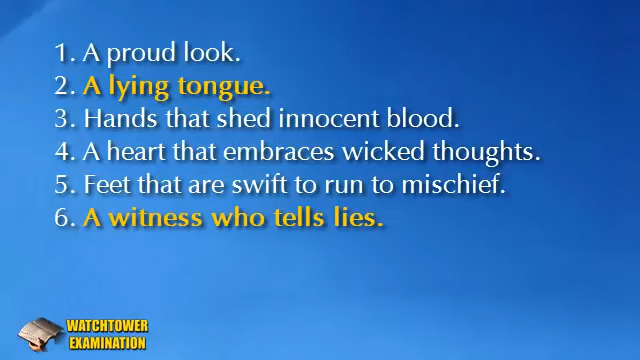 1. A proud look.
2. A lying tongue.
3. Hands that shed innocent blood.
4. A heart that embraces wicked thoughts.
5. Feet that are swift to run to mischief.
6. A witness who tells lies.
WATCHTOWER
EXAMINATION